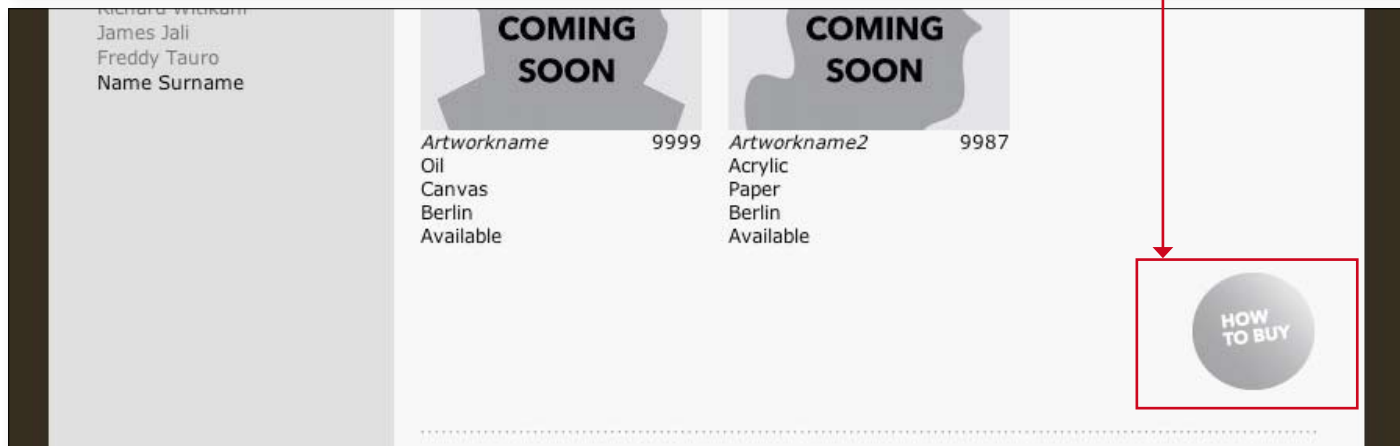 James Jali
Freddy Tauro
Name Surname
COMING
SOON
Artworkname 9999
Oil
Canvas
Berlin
Available
COMING
SOON
Artworkname2 9987
Acrylic
Paper
Berlin
Available
HOW
TO BUY